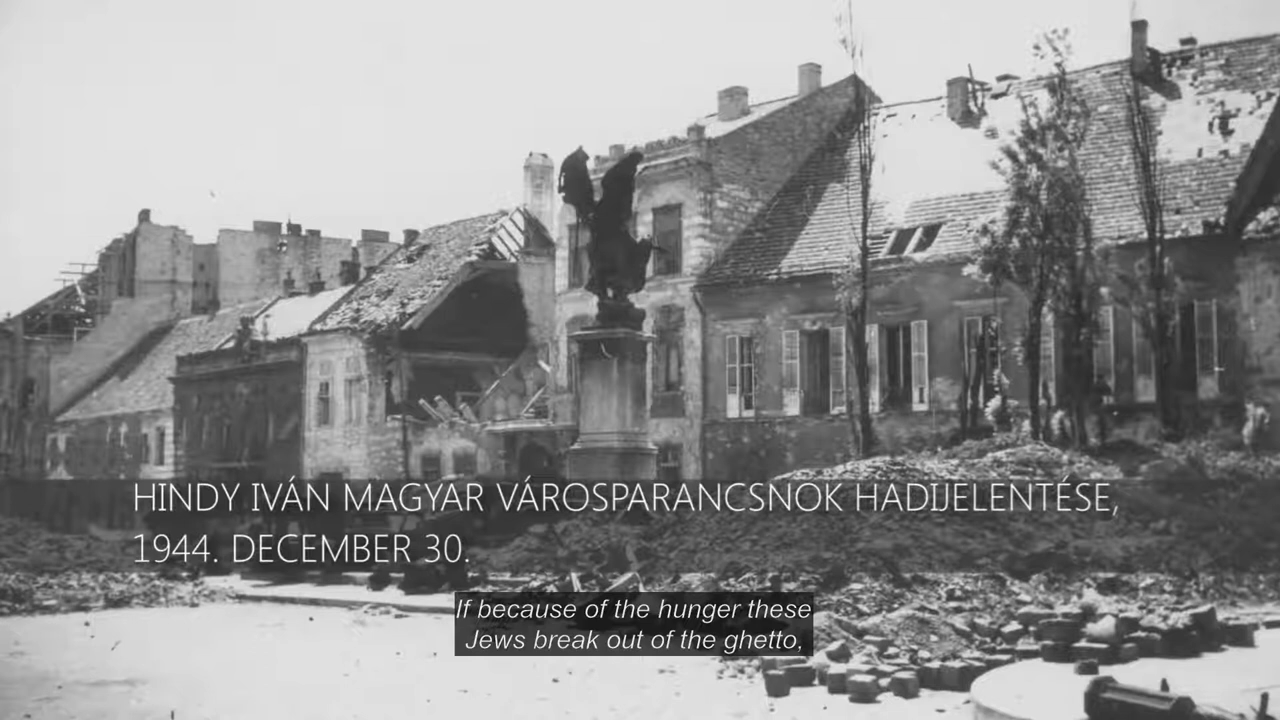 HINDY IVÁN MAGYAR VÁROSPARANCSNOK HADIJELENTÉSE,
1944. DECEMBER 30.
If because of the hunger these
Jews break out of the ghetto,